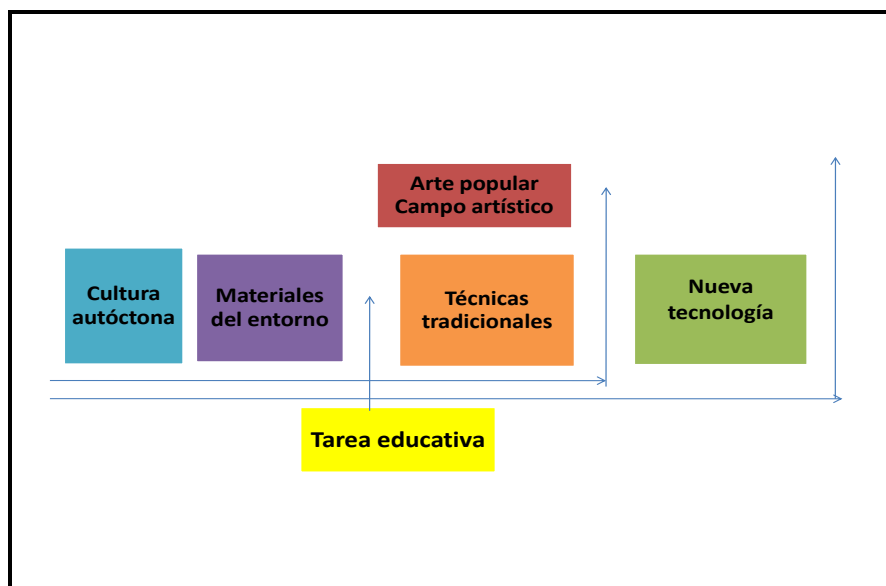 Arte popular
Campo artístico
Cultura
autóctona
Materiales
del entorno
Técnicas
tradicionales
Nueva
tecnología
Tarea educativa